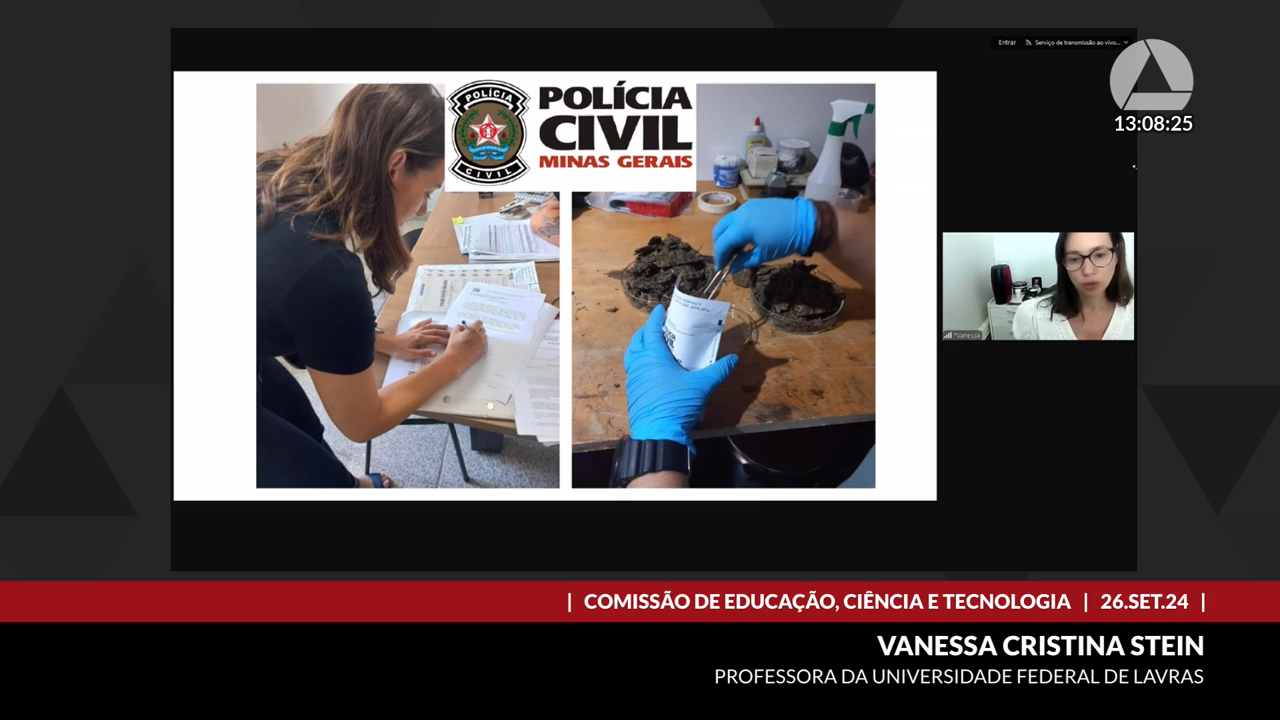 Entrar
Serviço de transmissão ao vivo...
13:08:25
POLÍCIA
CIVIL
POLÍCIA
CIVIL
MINAS GERAIS
Vanessa
| COMISSÃO DE EDUCAÇÃO, CIÊNCIA E TECNOLOGIA | 26.SET.24 |
VANESSA CRISTINA STEIN
PROFESSORA DA UNIVERSIDADE FEDERAL DE LAVRAS